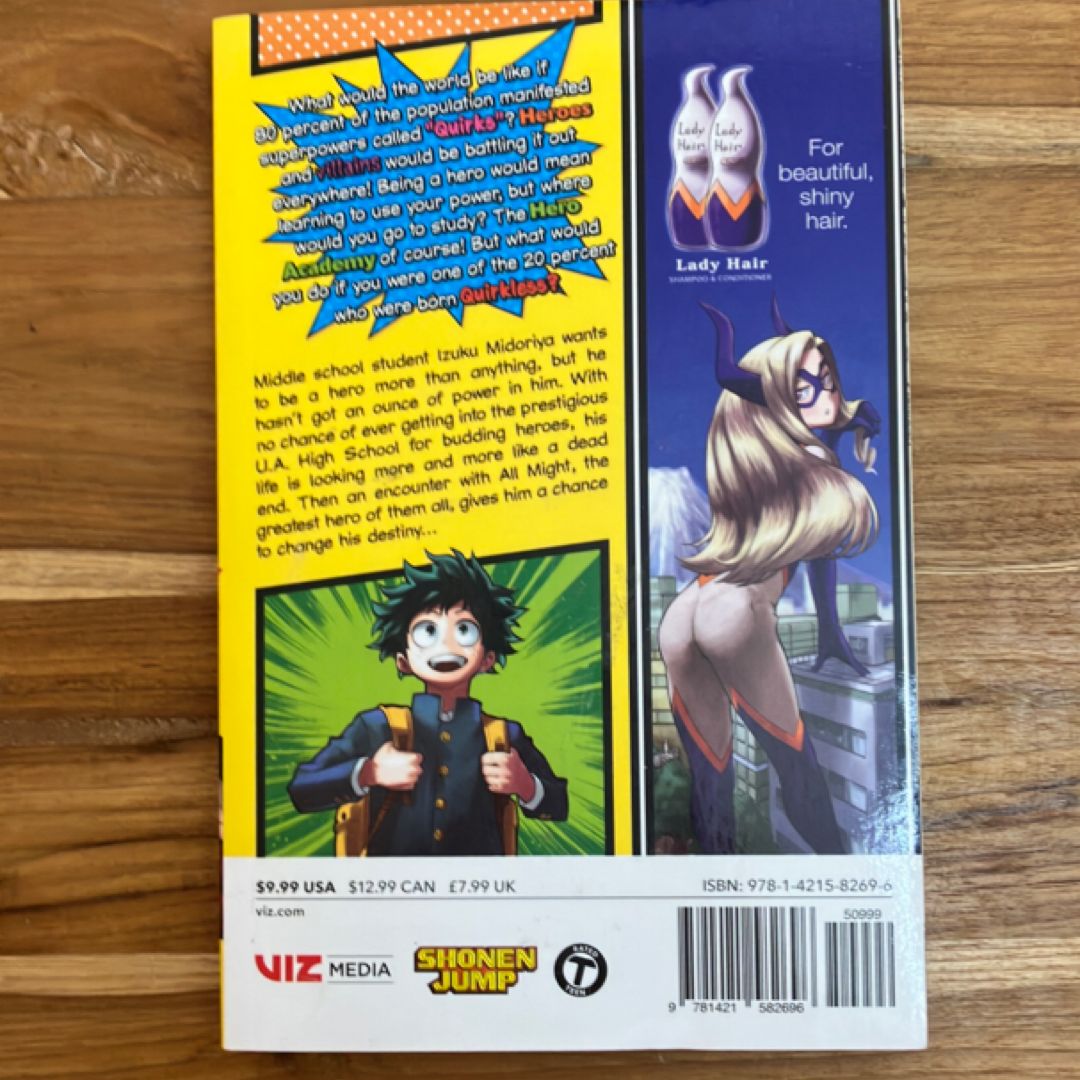 What would the world be like if
80 percent of the population manifested
superpowers called "Quirks"? Heroes
and villains would be battling it out
everywhere! Being a hero would mean
learning to use your power, but where
would you go to study? The Hero
Academy of course! But what would
you do if you were one of the 20 percent
who were born Quirkless?
Middle school student Izuku Midoriya wants
to be a hero more than anything, but he
hasn't got an ounce of power in him. With
no chance of ever getting into the prestigious
U.A. High School for budding heroes, his
life is looking more and more like a dead
end. Then an encounter with All Might, the
greatest hero of them all, gives him a chance
to change his destiny...
Lady Lady
Hair Hair
For
beautiful,
shiny
hair.
Lady Hair
SHAMPOO & CONDITIONER
$9.99 USA $12.99 CAN £7.99 UK
viz.com
VIZ MEDIA
SHONEN
JUMP
RATED
T
TEEN
ISBN: 978-1-4215-8269-6
50999
9 781421 582696